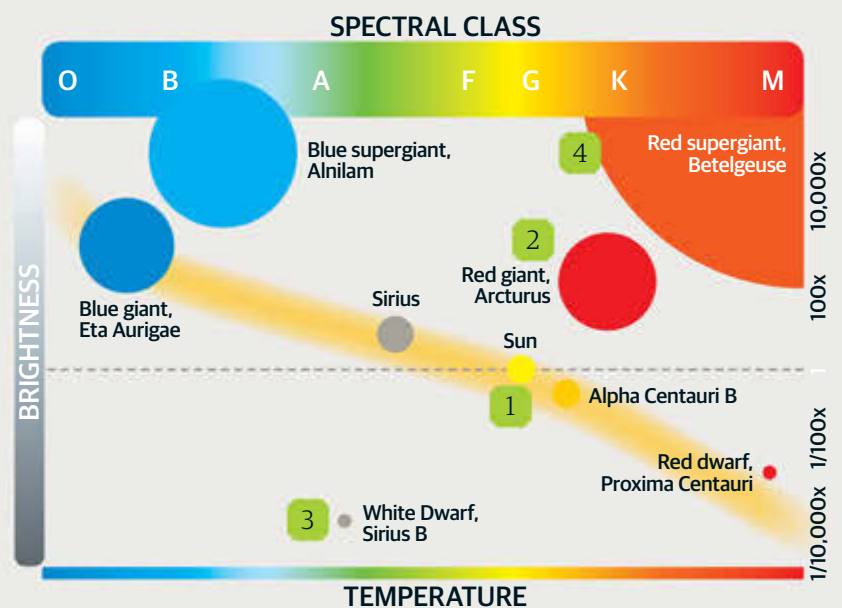 SPECTRAL CLASS
O B A F G K M
Blue supergiant,
Alnilam
4
Red supergiant,
Betelgeuse
10,000x
2
Red giant,
Arcturus
100x
Blue giant,
Eta Aurigae
Sirius
Sun
1
BRIGHTNESS
1
Alpha Centauri B
1/100x
Red dwarf,
Proxima Centauri
3
White Dwarf,
Sirius B
1/10,000x
TEMPERATURE